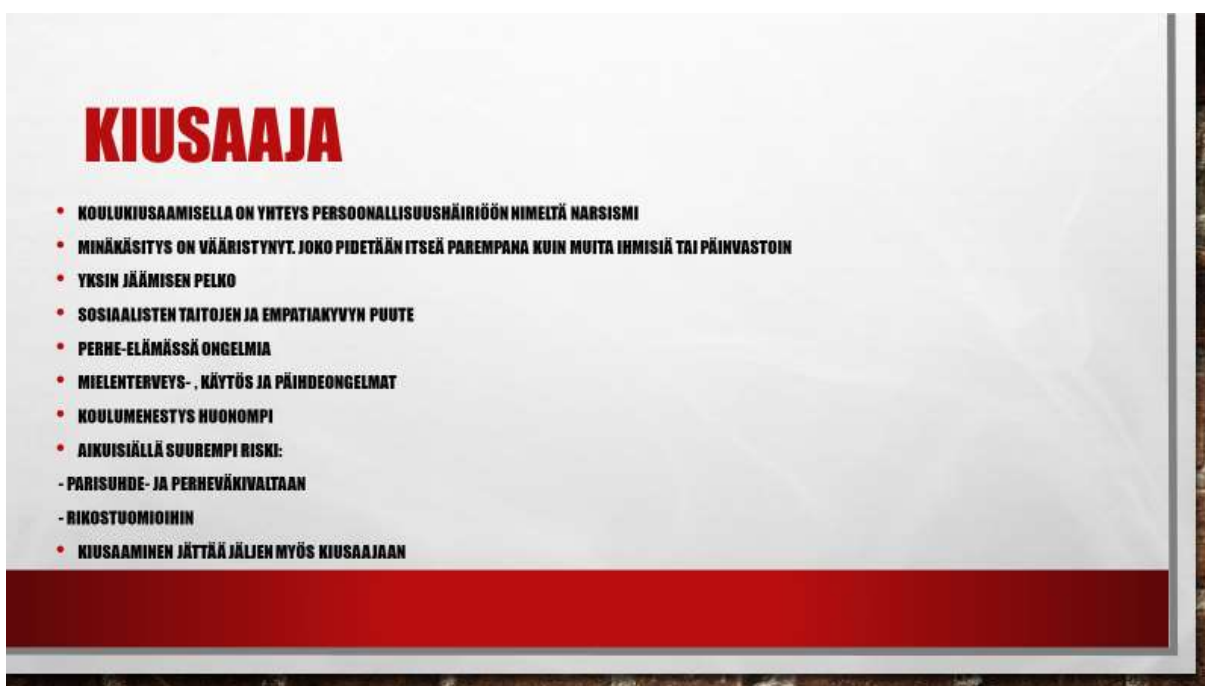 KIUSAAJA
• KOULUKIUSAAMISELLA ON YHTEYS PERSOONALLISUUSHÄIRIÖÖN NIMELTÄ NARSISMI
• MINÄKÄSITYS ON VÄÄRISTYNYT. JOKO PIDETÄÄN ITSEÄ PAREMPANA KUIN MUITA IHMISIÄ TAI PÄINVASTOIN
• YKSIN JÄÄMISEN PELKO
• SOSIAALISTEN TAITOJEN JA EMPATIAKYVYN PUUTE
• PERHE-ELÄMÄSSÄ ONGELMIA
• MIELENTERVEYS- , KÄYTÖS JA PÄIHDEONGELMAT
• KOULUMENESTYS HUONOMPI
• AIKUISIÄLLÄ SUUREMPI RISKI:
- PARISUHDE- JA PERHEVÄKIVALTAAN
- RIKOSTUOMIOIHIN
• KIUSAAMINEN JÄTTÄÄ JÄLJEN MYÖS KIUSAAJAAN